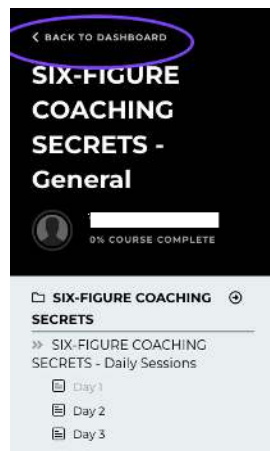 BACK TO DASHBOARD
SIX-FIGURE
COACHING
SECRETS -
General
0% COURSE COMPLETE
SIX-FIGURE COACHING
SECRETS
SIX-FIGURE COACHING
SECRETS - Daily Sessions
Day 1
Day 2
Day 3